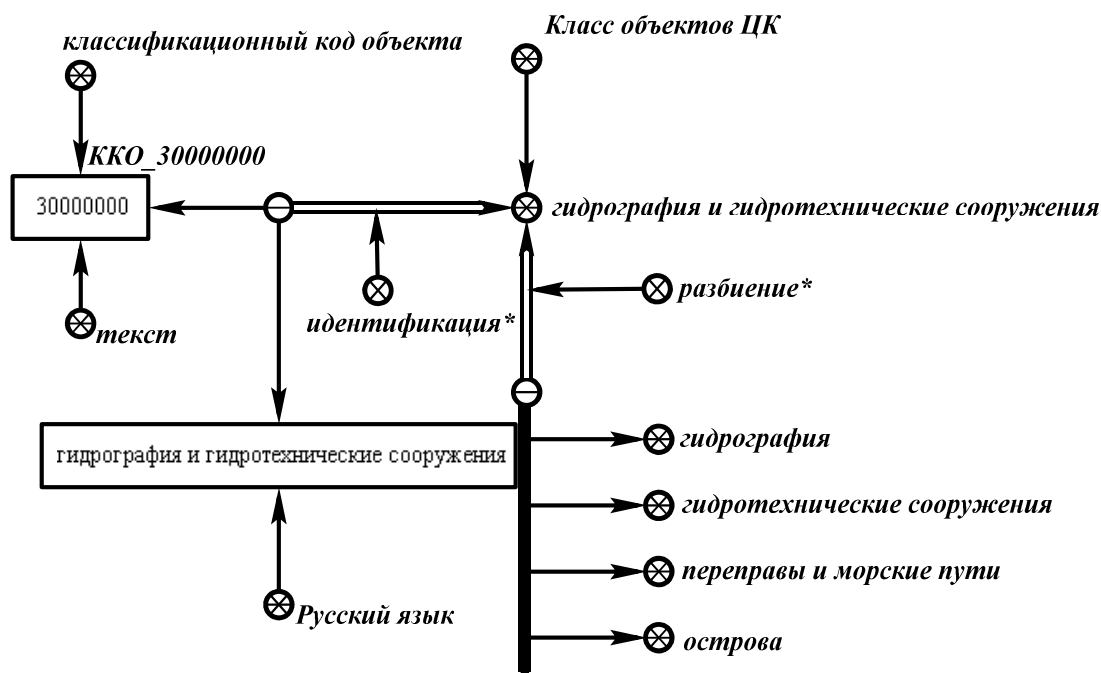 классификационный код объекта
Класс объектов ЦК
ККО_30000000
30000000
гидрография и гидротехнические сооружения
разбиение*
идентификация*
текст
гидрография
гидрография и гидротехнические сооружения
гидротехнические сооружения
переправы и морские пути
Русский язык
острова